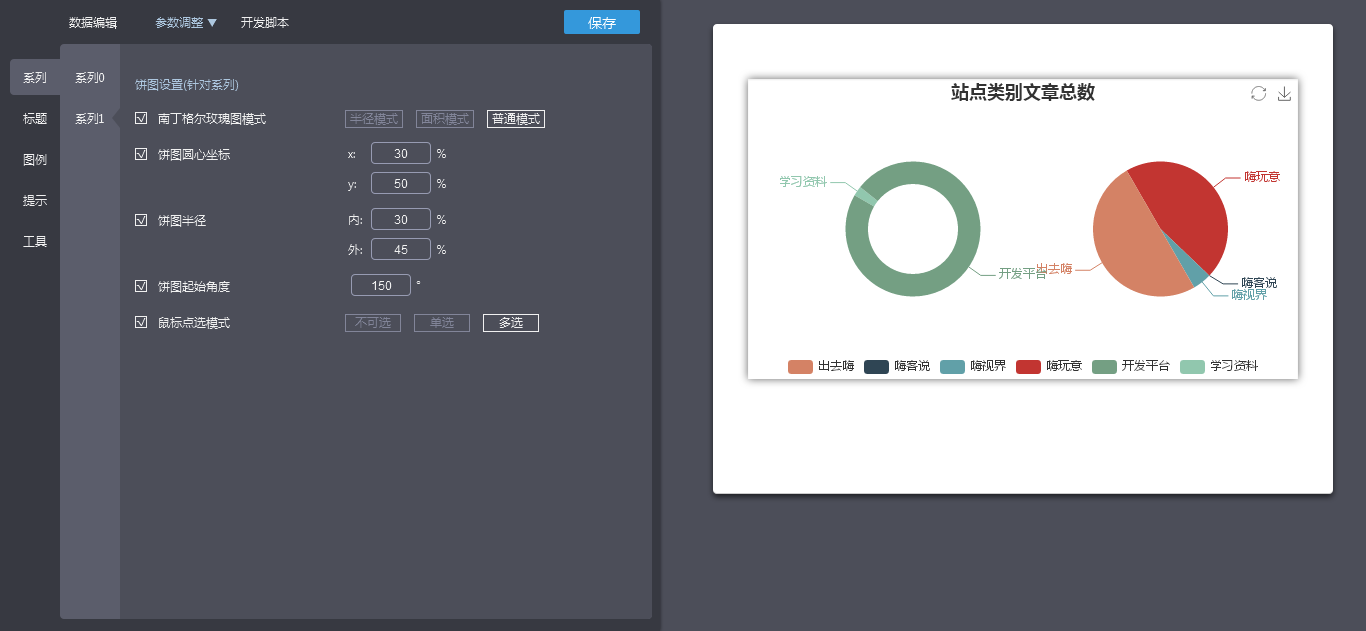 数据编辑 参数调整 开发脚本 保存
系列 系列0
标题 系列1
图例
提示
工具
饼图设置(针对系列)
南丁格尔玫瑰图模式 半径模式 面积模式 普通模式
饼图圆心坐标 x: 30 %
y: 50 %
饼图半径 内: 30 %
外: 45 %
饼图起始角度 150 °
鼠标点选模式 不可选 单选 多选
站点类别文章总数
学习资料
开发平台
嗨玩意
出去嗨
嗨客说
嗨视界
出去嗨 嗨客说 嗨视界 嗨玩意 开发平台 学习资料